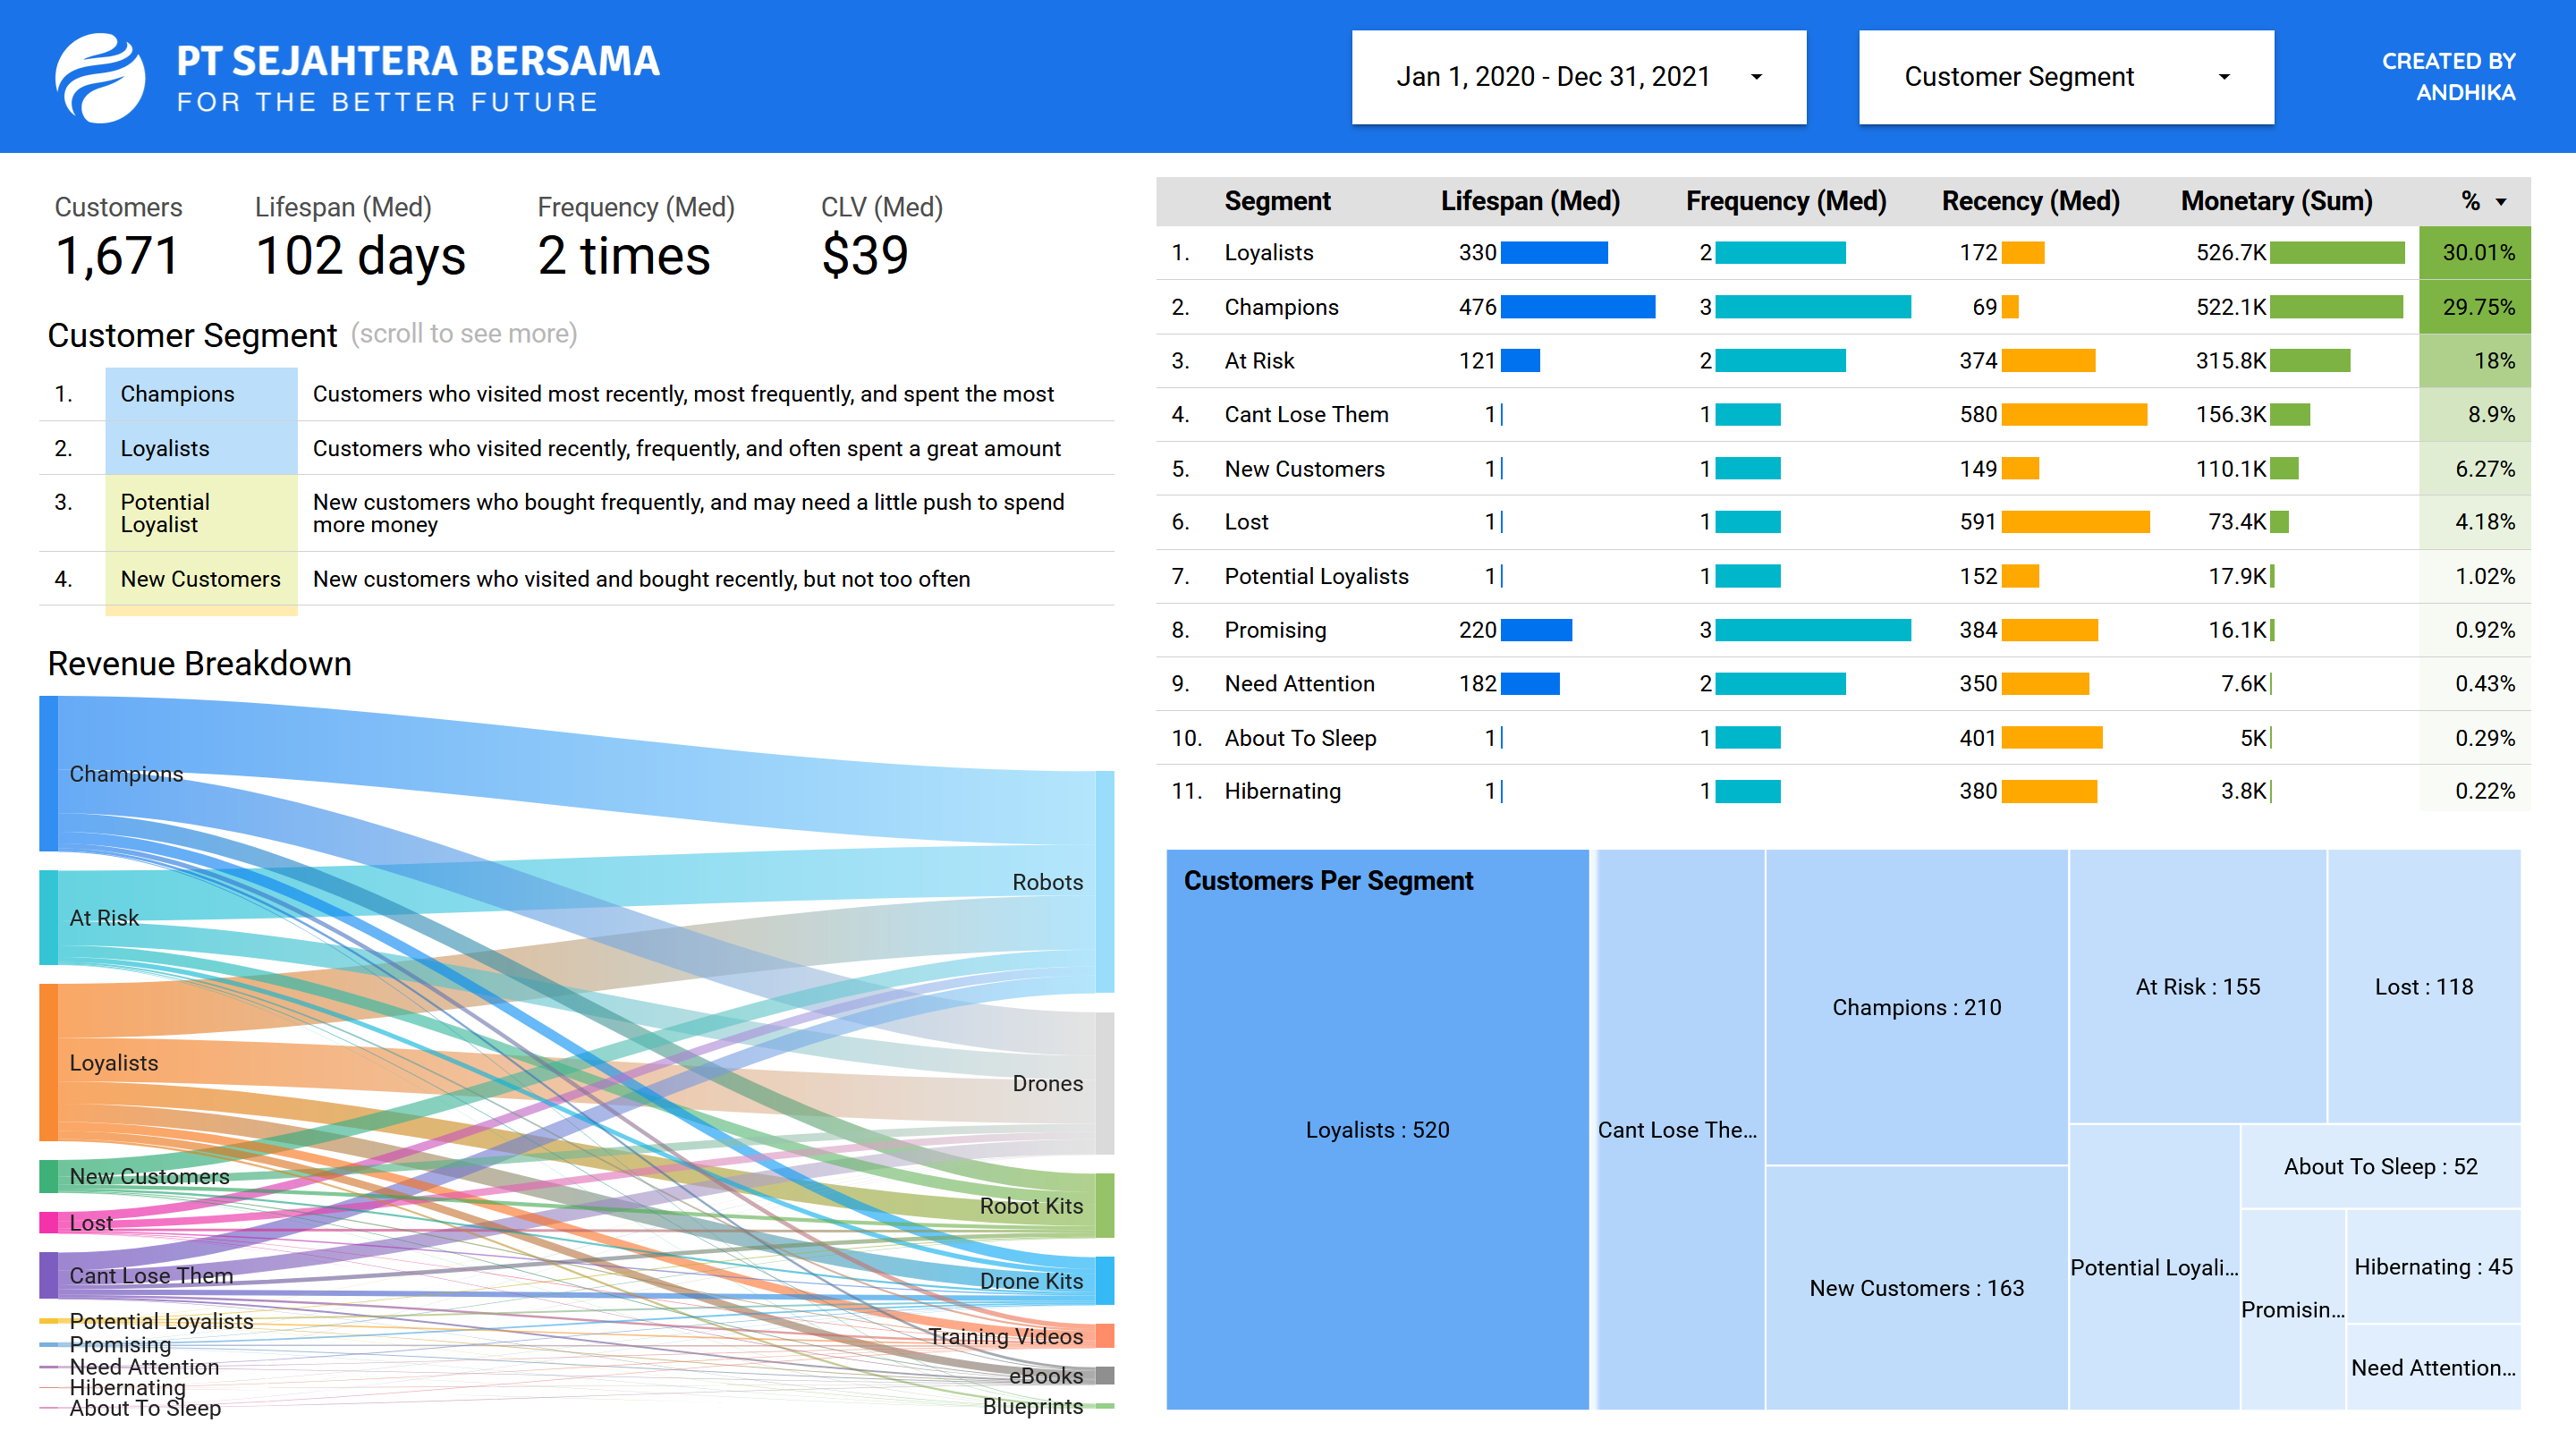 PT SEJAHTERA BERSAMA
FOR THE BETTER FUTURE
Jan 1, 2020 - Dec 31, 2021
Customer Segment
CREATED BY
ANDHIKA
Customers
1,671
Lifespan (Med)
102 days
Frequency (Med)
2 times
CLV (Med)
$39
Customer Segment (scroll to see more)
1. Champions Customers who visited most recently, most frequently, and spent the most
2. Loyalists Customers who visited recently, frequently, and often spent a great amount
3. Potential Loyalist New customers who bought frequently, and may need a little push to spend
more money
4. New Customers New customers who visited and bought recently, but not too often
Revenue Breakdown
Champions
At Risk
Loyalists
New Customers
Lost
Cant Lose Them
Potential Loyalists
Promising
Need Attention
Hibernating
About To Sleep
Robots
Drones
Robot Kits
Drone Kits
Training Videos
eBooks
Blueprints
Segment Lifespan (Med) Frequency (Med) Recency (Med) Monetary (Sum) %
1. Loyalists 330 2 172 526.7K 30.01%
2. Champions 476 3 69 522.1K 29.75%
3. At Risk 121 2 374 315.8K 18%
4. Cant Lose Them 1 1 580 156.3K 8.9%
5. New Customers 1 1 149 110.1K 6.27%
6. Lost 1 1 591 73.4K 4.18%
7. Potential Loyalists 1 1 152 17.9K 1.02%
8. Promising 220 3 384 16.1K 0.92%
9. Need Attention 182 2 350 7.6K 0.43%
10. About To Sleep 1 1 401 5K 0.29%
11. Hibernating 1 1 380 3.8K 0.22%
Customers Per Segment
Loyalists : 520
Cant Lose The...
Champions : 210
New Customers : 163
At Risk : 155
Lost : 118
Potential Loyali...
About To Sleep : 52
Promisin...
Hibernating : 45
Need Attention...